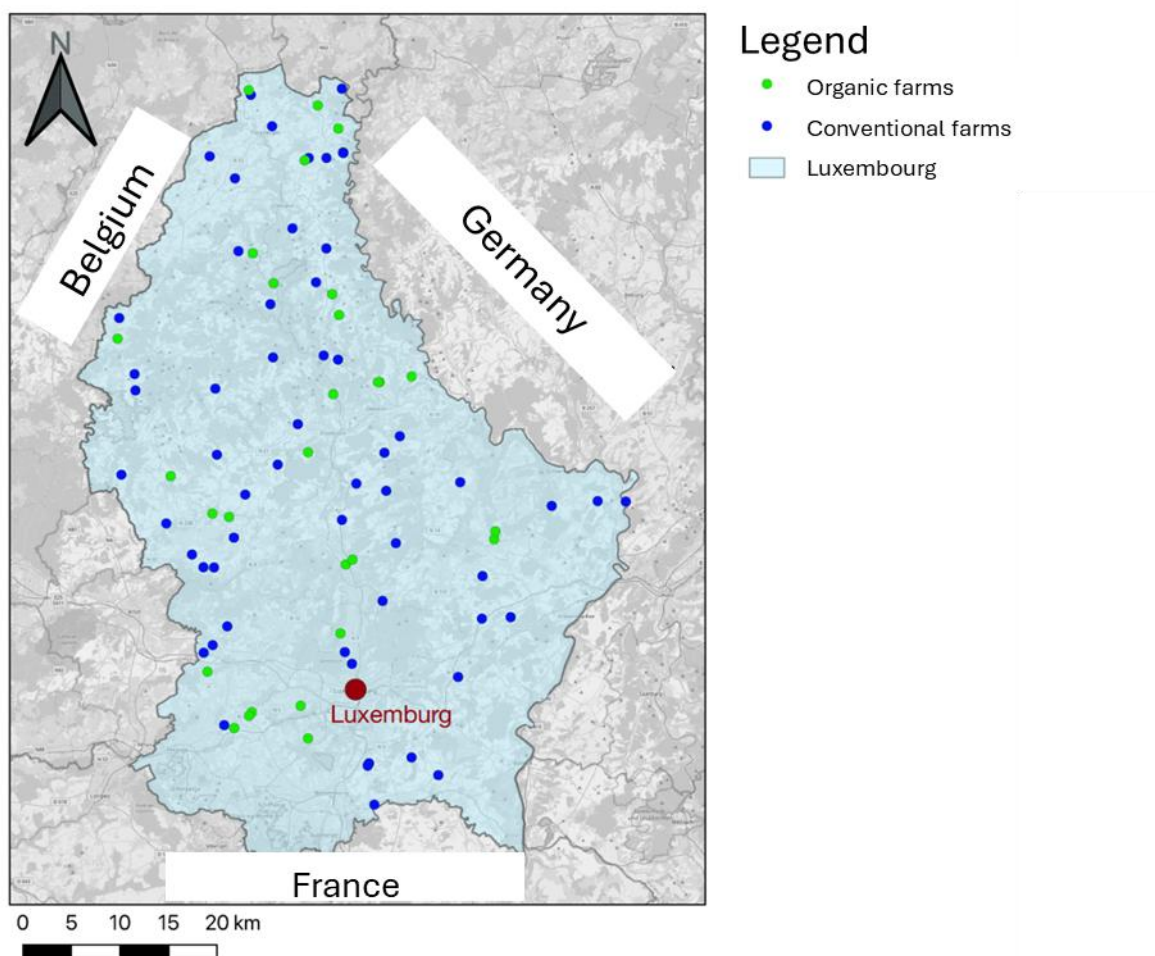 N
Legend
Organic farms
Conventional farms
Luxembourg
Belgium
Germany
Luxemburg
France
0 5 10 15 20 km